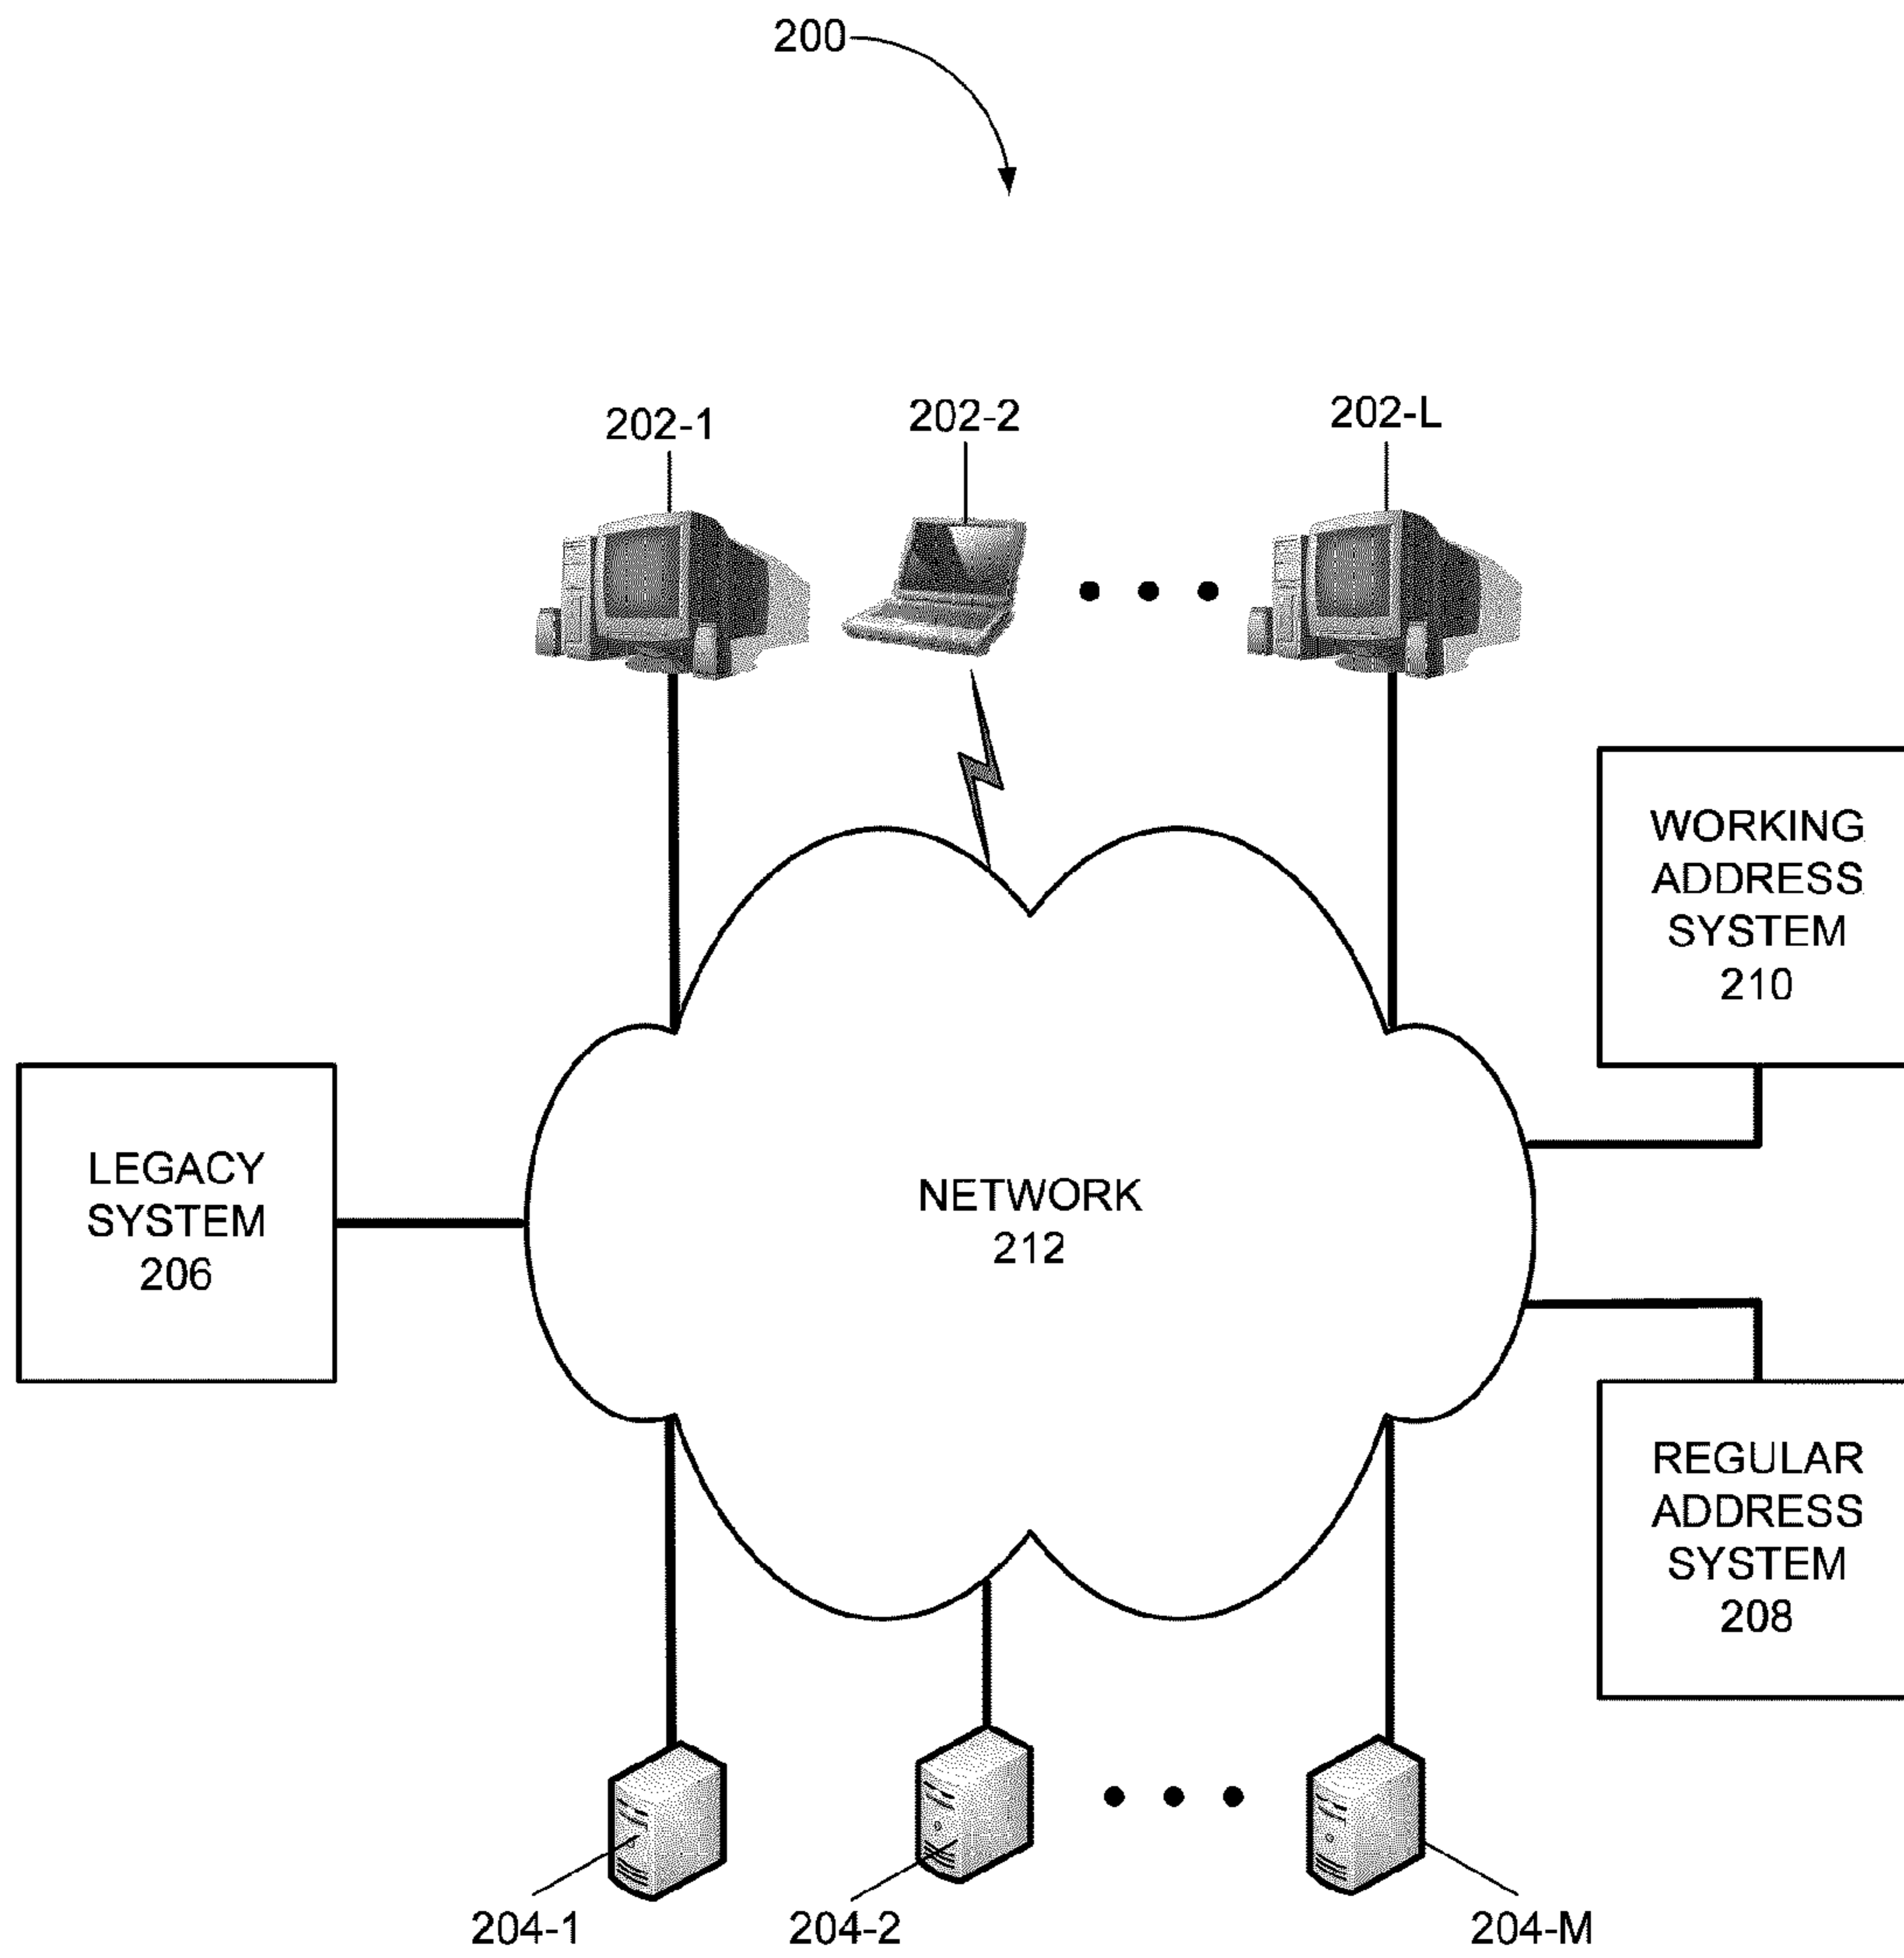 200
202-1
202-2
202-L
WORKING
ADDRESS
SYSTEM
210
LEGACY
SYSTEM
206
NETWORK
212
REGULAR
ADDRESS
SYSTEM
208
204-1
204-2
204-M